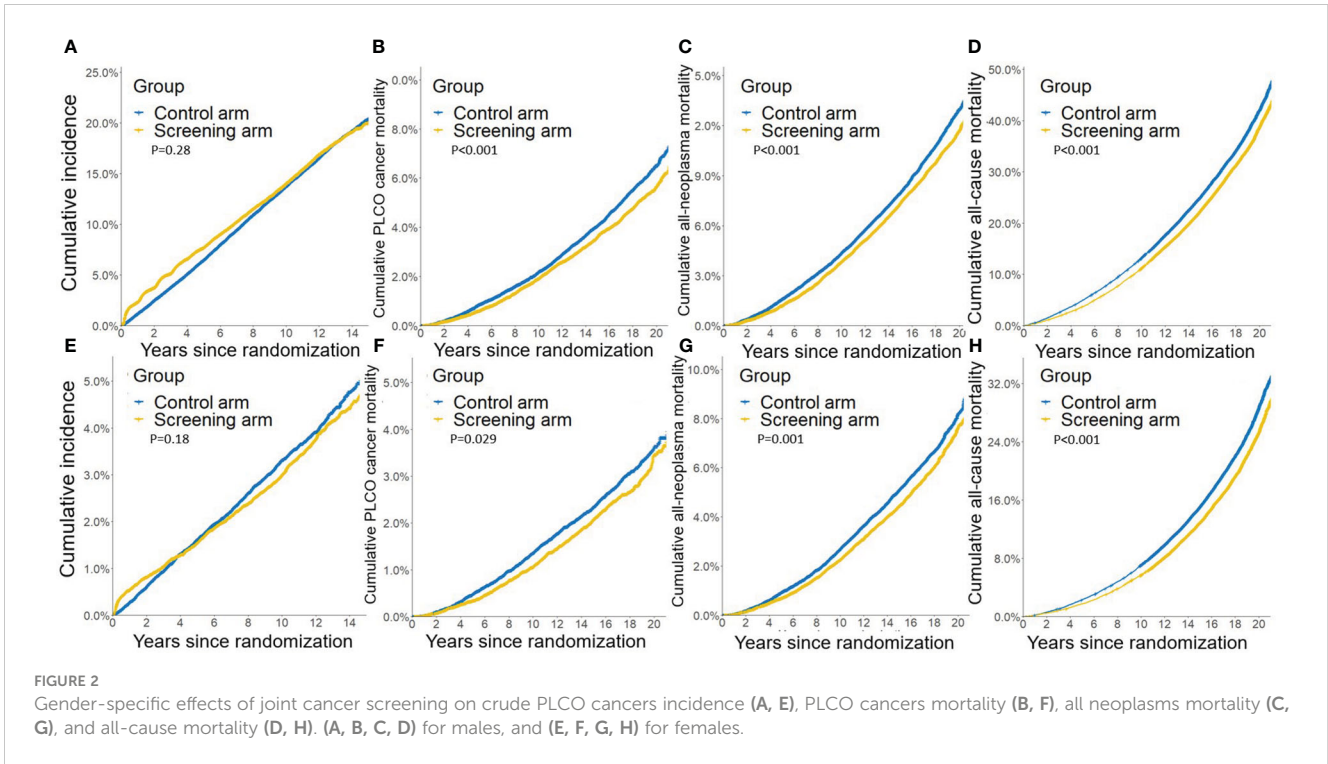 A
Cumulative incidence
25.0%
20.0%
15.0%
10.0%
5.0%
0.0%
Group
Control arm
Screening arm
P=0.28
0 2 4 6 8 10 12 14
Years since randomization
B
Cumulative PLCO cancer mortality
0.0%
8.0%
6.0%
4.0%
2.0%
0.0%
Group
Control arm
Screening arm
P<0.001
0 2 4 6 8 10 12 14 16 18 20
Years since randomization
C
Cumulative all-neoplasma mortality
5.0%
2.0%
9.0%
6.0%
3.0%
0.0%
Group
Control arm
Screening arm
P<0.001
0 2 4 6 8 10 12 14 16 18 20
Years since randomization
D
Cumulative all-cause mortality
50.0%
40.0%
30.0%
20.0%
10.0%
0.0%
Group
Control arm
Screening arm
P<0.001
0 2 4 6 8 10 12 14 16 18 20
Years since randomization
E
Cumulative incidence
5.0%
4.0%
3.0%
2.0%
1.0%
0.0%
Group
Control arm
Screening arm
P=0.18
0 2 4 6 8 10 12 14
Years since randomization
F
Cumulative PLCO cancer mortality
5.0%
4.0%
3.0%
2.0%
1.0%
0.0%
Group
Control arm
Screening arm
P=0.029
0 2 4 6 8 10 12 14 16 18 20
Years since randomization
G
Cumulative all-neoplasma mortality
10.0%
8.0%
6.0%
4.0%
2.0%
0.0%
Group
Control arm
Screening arm
P=0.001
0 2 4 6 8 10 12 14 16 18 20
Years since randomization
H
Cumulative all-cause mortality
32.0%
24.0%
16.0%
8.0%
0.0%
Group
Control arm
Screening arm
P<0.001
0 2 4 6 8 10 12 14 16 18 20
Years since randomization
FIGURE 2
Gender-specific effects of joint cancer screening on crude PLCO cancers incidence (A, E), PLCO cancers mortality (B, F), all neoplasms mortality (C,
G), and all-cause mortality (D, H). (A, B, C, D) for males, and (E, F, G, H) for females.